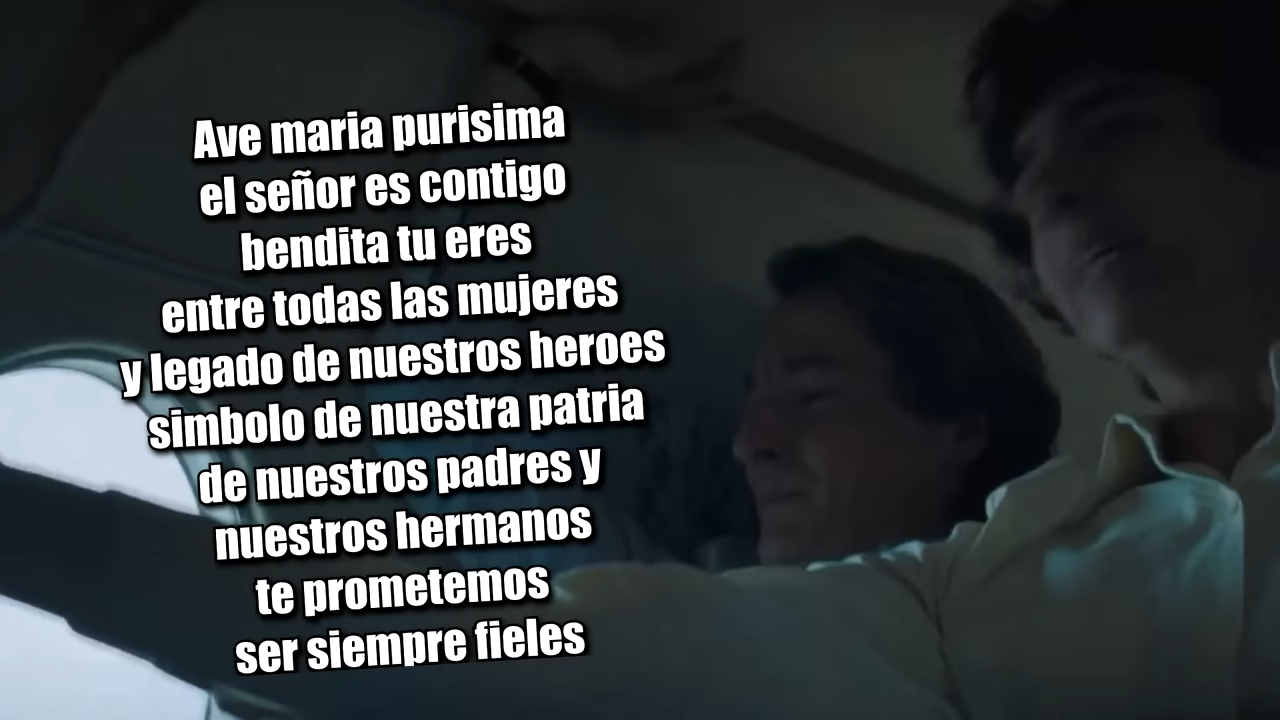 Ave maria purisima
el señor es contigo
bendita tu eres
entre todas las mujeres
y legado de nuestros heroes
simbolo de nuestra patria
de nuestros padres y
nuestros hermanos
te prometemos
ser siempre fieles